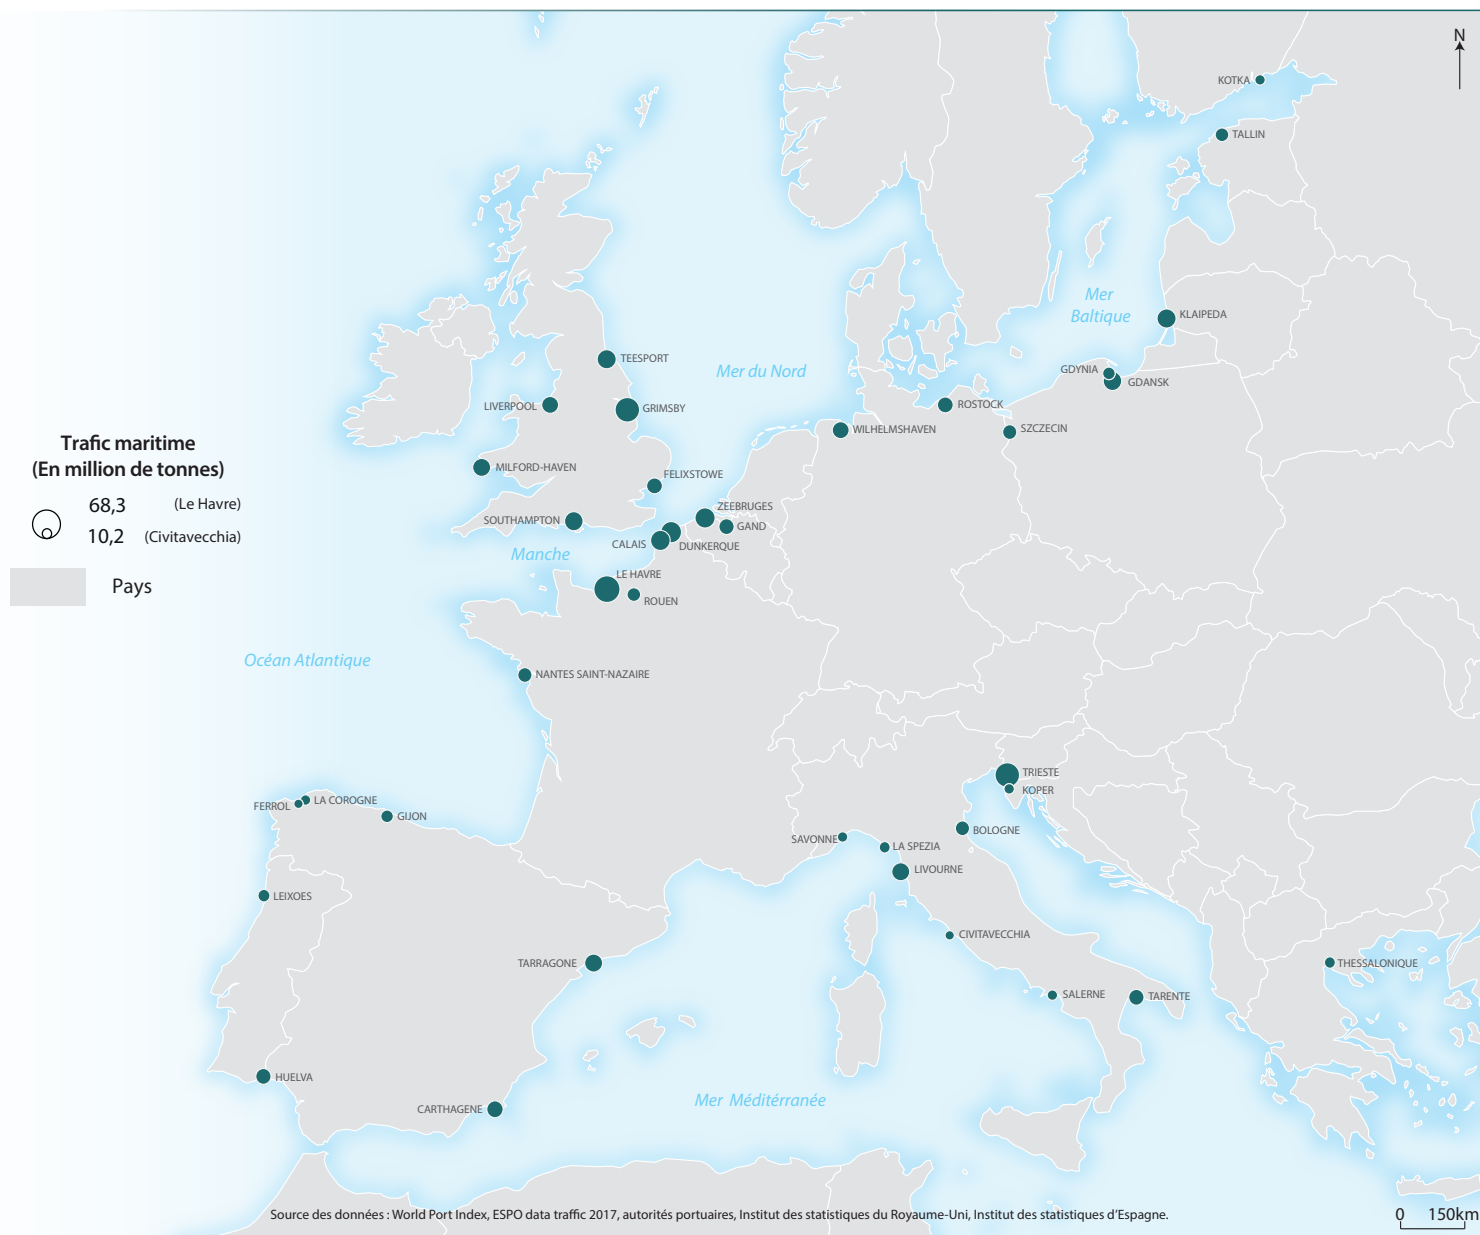 N
KOTKA
TALLIN
Mer
Baltique
KLAIPEDA
TEESPORT
Mer du Nord
GDYNIA
GDANSK
LIVERPOOL
GRIMSBY
ROSTOCK
WILHELMSHAVEN
SZCZECIN
Trafic maritime
(En million de tonnes)
68,3 (Le Havre)
10,2 (Civitavecchia)
Pays
MILFORD-HAVEN
FELIXSTOWE
ZEEBRUGES
SOUTHAMPTON
GAND
CALAIS
DUNKERQUE
Manche
LE HAVRE
ROUEN
Océan Atlantique
NANTES SAINT-NAZAIRE
TRIESTE
KOPER
FERROL
LA COROGNE
GIJON
BOLOGNE
SAVONNE
LA SPEZIA
LIVOURNE
LEIXOES
CIVITAVECCHIA
TARRAGONE
THESSALONIQUE
SALERNE
TARENTE
HUELVA
CARTHAGENE
Mer Méditérranée
Source des données : World Port Index, ESPO data traffic 2017, autorités portuaires, Institut des statistiques du Royaume-Uni, Institut des statistiques d'Espagne.
0 150km